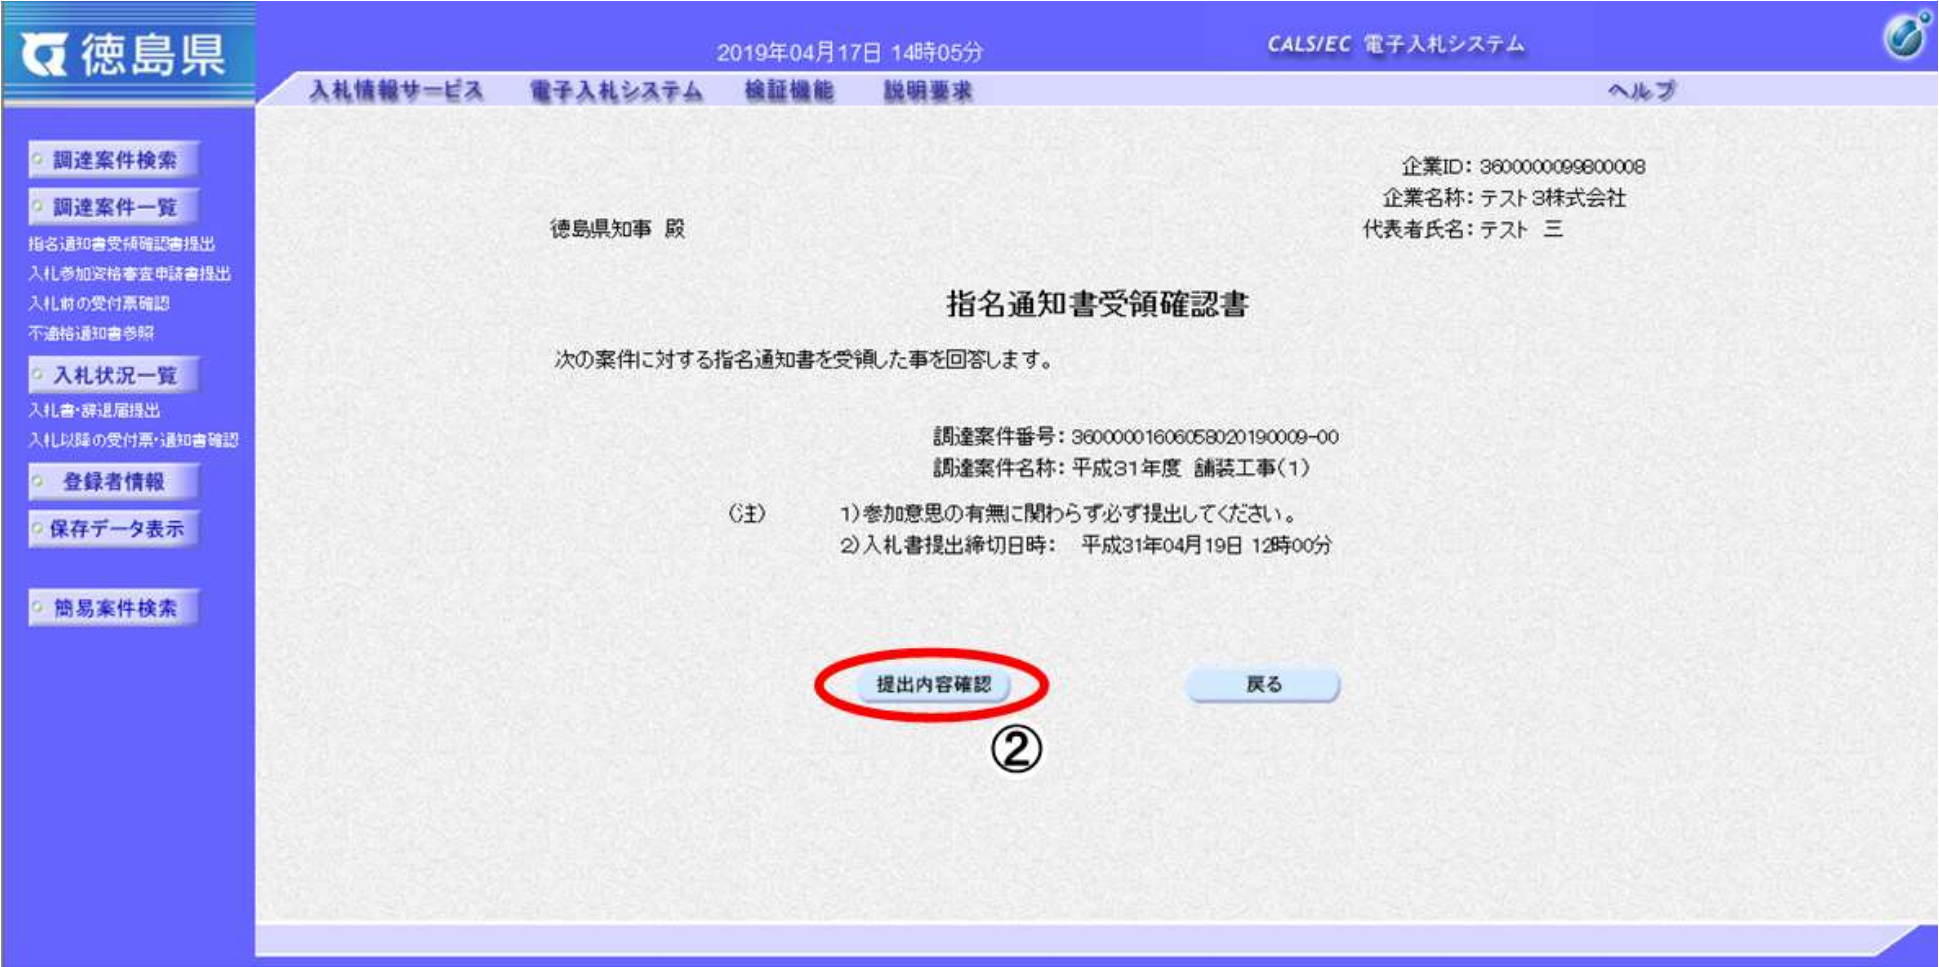 徳島県
2019年04月17日 14時05分
CALS/EC 電子入札システム
入札情報サービス 電子入札システム 検証機能 説明要求 ヘルプ
調達案件検索
調達案件一覧
指名通知書受領確認書提出
入札参加資格審査申請書提出
入札前の受付票確認
不適格通知書参照
入札状況一覧
入札書・辞退届提出
入札以降の受付票・通知書確認
登録者情報
保存データ表示
簡易案件検索
企業ID：3600000099800008
企業名称：テスト3株式会社
徳島県知事 殿
代表者氏名：テスト 三
指名通知書受領確認書
次の案件に対する指名通知書を受領した事を回答します。
調達案件番号：36000001606058020190009-00
調達案件名称：平成31年度 舗装工事(1)
(注) 1)参加意思の有無に関わらず必ず提出してください。
2)入札書提出締切日時： 平成31年04月19日 12時00分
提出内容確認
戻る
②